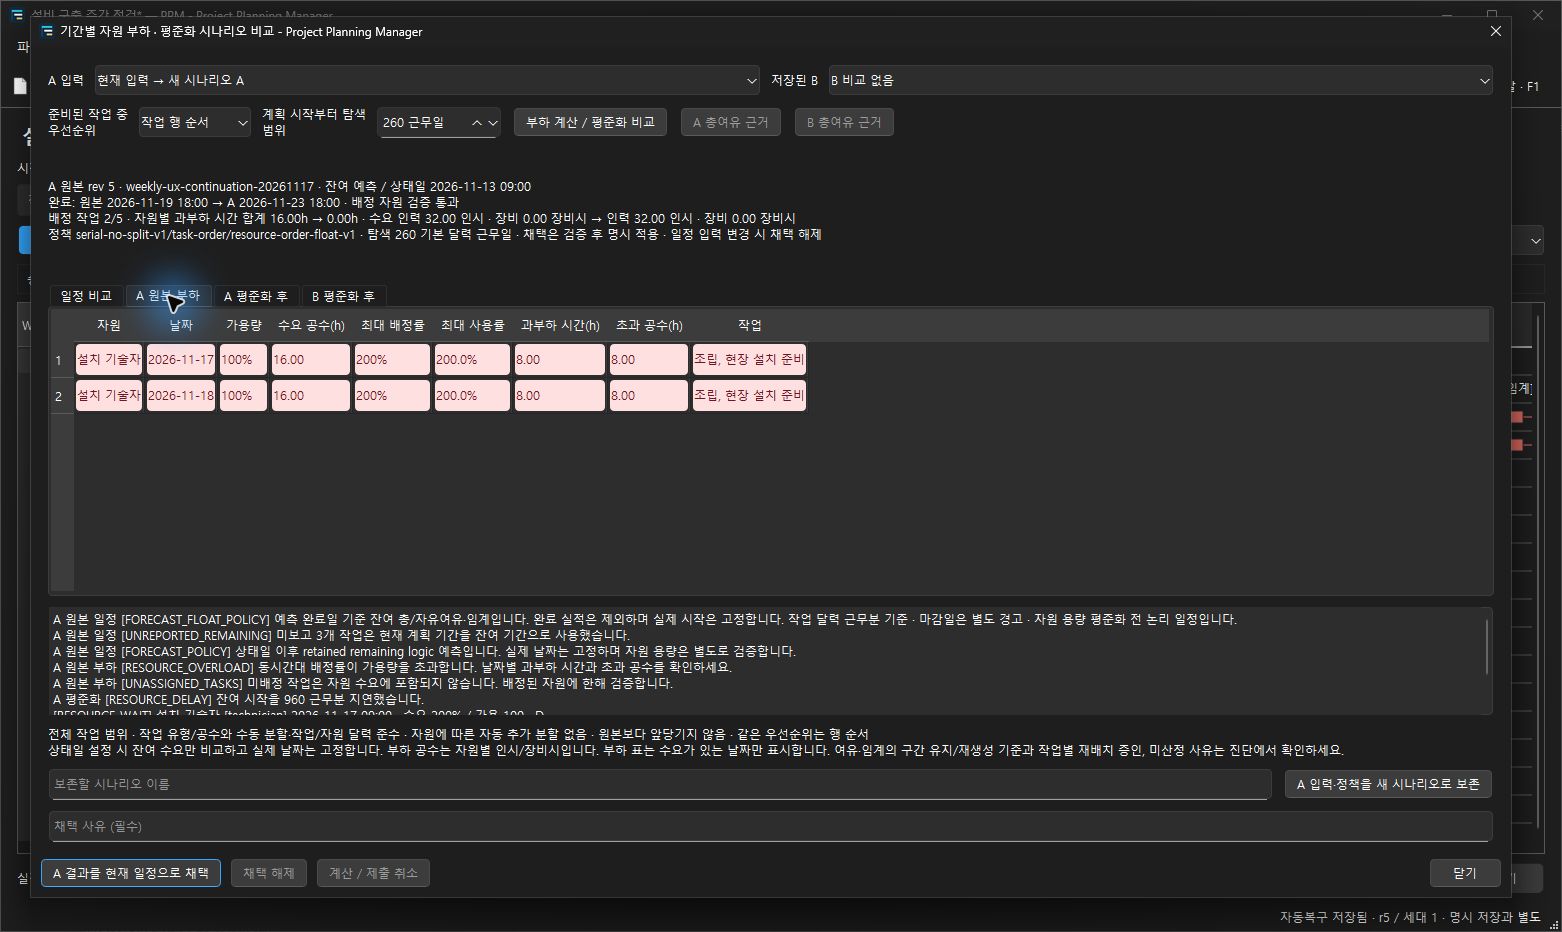 기간별 자원 부하 · 평준화 시나리오 비교 - Project Planning Manager
A 입력 현재 입력 → 새 시나리오 A 저장된 B B 비교 없음
준비된 작업 중 우선순위 작업 행 순서 계획 시작부터 탐색 범위 260 근무일 부하 계산 / 평준화 비교 A 총여유 근거 B 총여유 근거
· F1
A 원본 rev 5 · weekly-ux-continuation-20261117 · 잔여 예측 / 상태일 2026-11-13 09:00
완료: 원본 2026-11-19 18:00 → A 2026-11-23 18:00 · 배정 자원 검증 통과
배정 작업 2/5 · 자원별 과부하 시간 합계 16.00h → 0.00h · 수요 인력 32.00 인시 · 장비 0.00 장비시 → 인력 32.00 인시 · 장비 0.00 장비시
정책 serial-no-split-v1/task-order/resource-order-float-v1 · 탐색 260 기본 달력 근무일 · 채택은 검증 후 명시 적용 · 일정 입력 변경 시 채택 해제
일정 비교 A 원본 부하 A 평준화 후 B 평준화 후
자원 날짜 가용량 수요 공수(h) 최대 배정률 최대 사용률 과부하 시간(h) 초과 공수(h) 작업
1 설치 기술자 2026-11-17 100% 16.00 200% 200.0% 8.00 8.00 조립, 현장 설치 준비
2 설치 기술자 2026-11-18 100% 16.00 200% 200.0% 8.00 8.00 조립, 현장 설치 준비
A 원본 일정 [FORECAST_FLOAT_POLICY] 예측 완료일 기준 잔여 총/자유여유·임계입니다. 완료 실적은 제외하며 실제 시작은 고정합니다. 작업 달력 근무분 기준 · 마감일은 별도 경고 · 자원 용량 평준화 전 논리 일정입니다.
A 원본 일정 [UNREPORTED_REMAINING] 미보고 3개 작업은 현재 계획 기간을 잔여 기간으로 사용했습니다.
A 원본 일정 [FORECAST_POLICY] 상태일 이후 retained remaining logic 예측입니다. 실제 날짜는 고정하며 자원 용량은 별도로 검증합니다.
A 원본 부하 [RESOURCE_OVERLOAD] 동시간대 배정률이 가용량을 초과합니다. 날짜별 과부하 시간과 초과 공수를 확인하세요.
A 원본 부하 [UNASSIGNED_TASKS] 미배정 작업은 자원 수요에 포함되지 않습니다. 배정된 자원에 한해 검증합니다.
A 평준화 [RESOURCE_DELAY] 잔여 시작을 960 근무분 지연했습니다.
전체 작업 범위 · 작업 유형/공수와 수동 분할·작업/자원 달력 준수 · 자원에 따른 자동 추가 분할 없음 · 원본보다 앞당기지 않음 · 같은 우선순위는 행 순서
상태일 설정 시 잔여 수요만 비교하고 실제 날짜는 고정합니다. 부하 공수는 자원별 인시/장비시입니다. 부하 표는 수요가 있는 날짜만 표시합니다. 여유·임계의 구간 유지/재생성 기준과 작업별 재배치 증인, 미산정 사유는 진단에서 확인하세요.
보존할 시나리오 이름 A 입력·정책을 새 시나리오로 보존
채택 사유 (필수)
A 결과를 현재 일정으로 채택 채택 해제 계산 / 제출 취소 닫기
자동복구 저장됨 · r5 / 세대 1 · 명시 저장과 별도